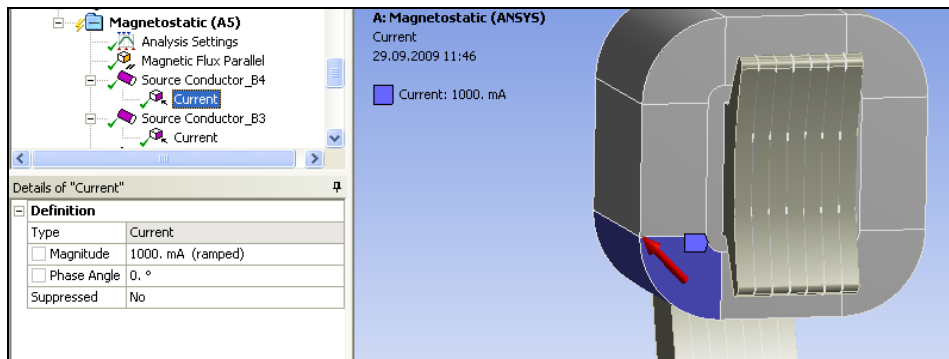 Magnetostatic (A5)
Analysis Settings
Magnetic Flux Parallel
Source Conductor_B4
Current
Source Conductor_B3
Current
Details of "Current"
Definition
Type Current
Magnitude 1000. mA (ramped)
Phase Angle 0. °
Suppressed No
A: Magnetostatic (ANSYS)
Current
29.09.2009 11:46
Current: 1000. mA